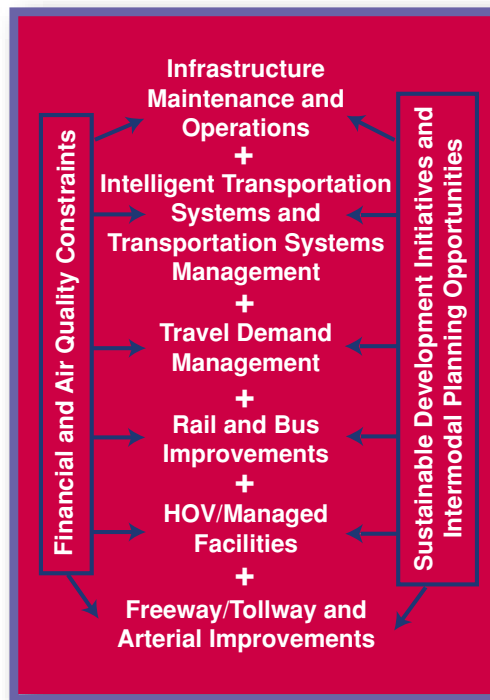 Infrastructure
Maintenance and
Operations
+
Intelligent Transportation
Systems and
Transportation Systems
Management
+
Travel Demand
Management
+
Rail and Bus
Improvements
+
HOV/Managed
Facilities
+
Freeway/Tollway and
Arterial Improvements
Financial and Air Quality Constraints
Sustainable Development Initiatives and
Intermodal Planning Opportunities